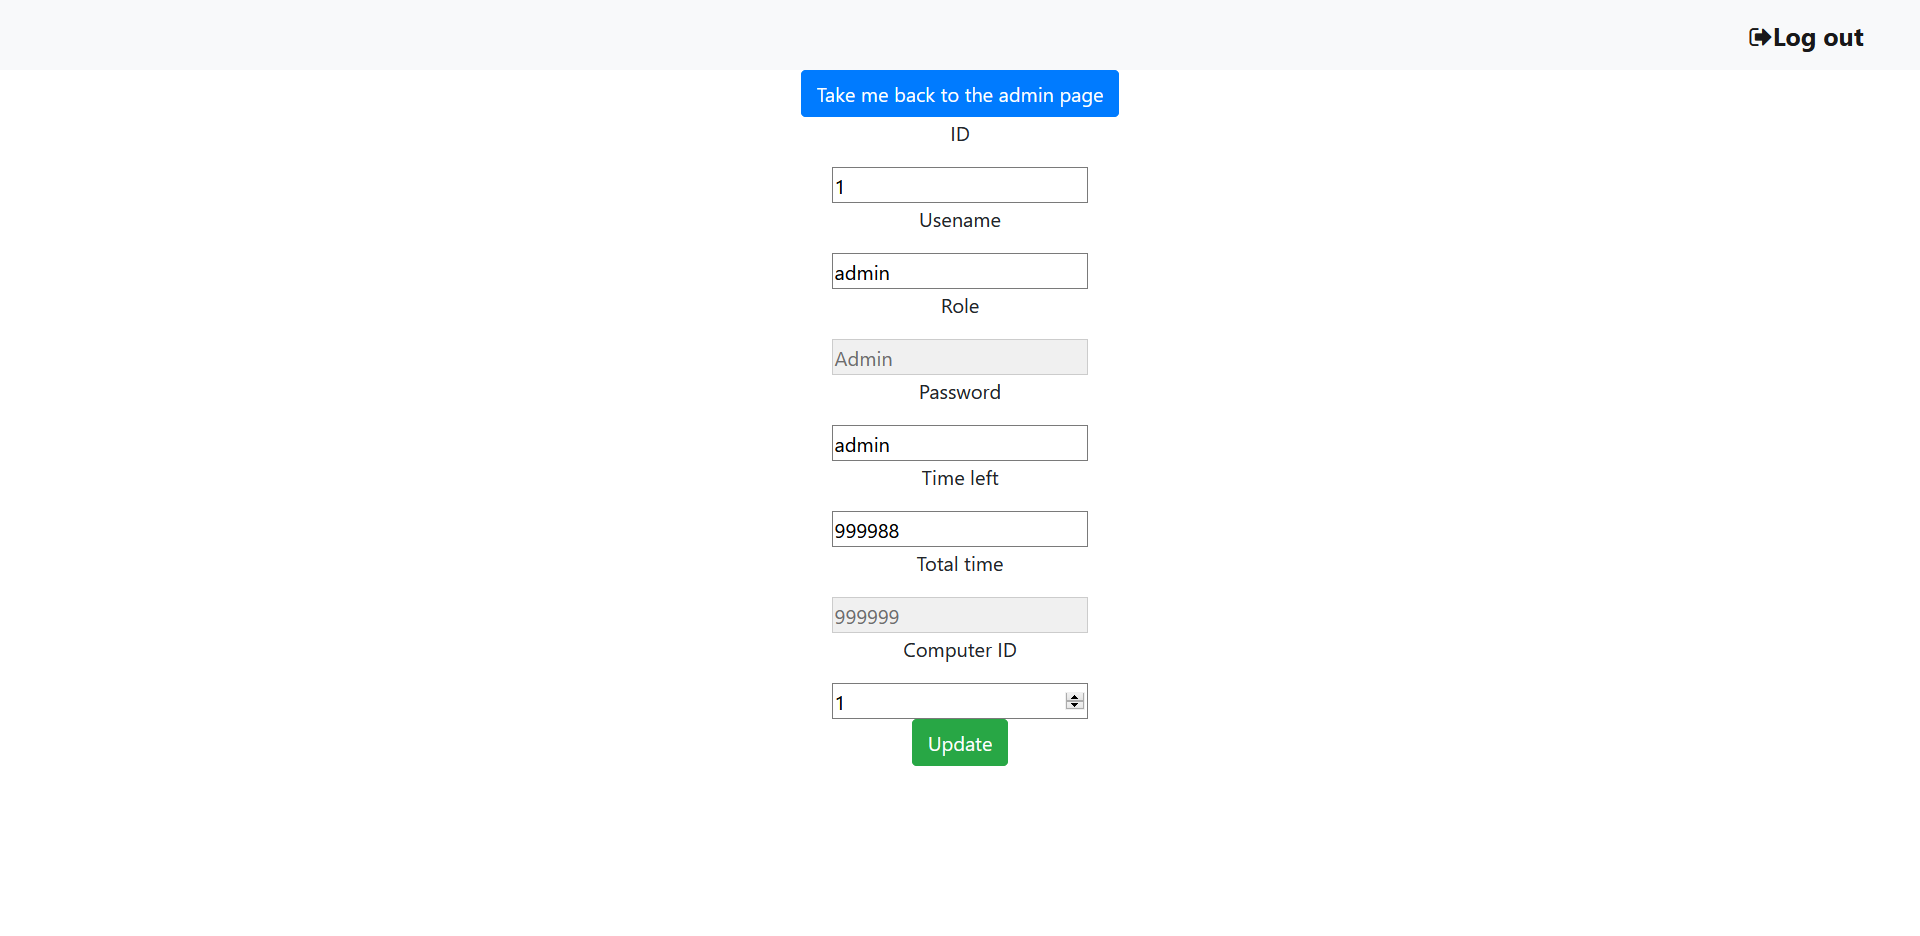 Log out
Take me back to the admin page
ID
1
Usename
admin
Role
Admin
Password
admin
Time left
999988
Total time
999999
Computer ID
1
Update